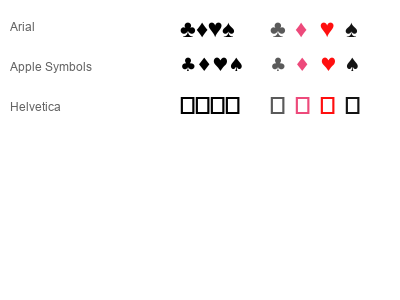 Arial ♣♦♥♠ ♣ ♦ ♥ ♠
Apple Symbols ♣♦♥♠ ♣ ♦ ♥ ♠
Helvetica □□□□ □ □ □ □